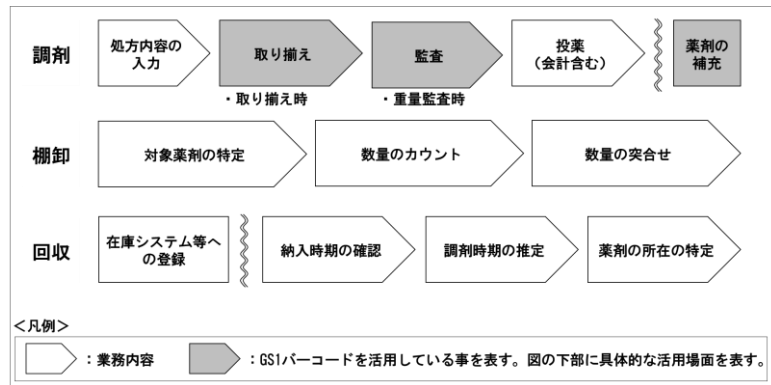 調剤
処方内容の
入力
取り揃え
監査
投薬
(会計含む)
薬剤の
補充
・取り揃え時
・重量監査時
棚卸
対象薬剤の特定
数量のカウント
数量の突合せ
回収
在庫システム等へ
の登録
納入時期の確認
調剤時期の推定
薬剤の所在の特定
<凡例>
:業務内容
:GS1バーコードを活用している事を表す。図の下部に具体的な活用場面を表す。